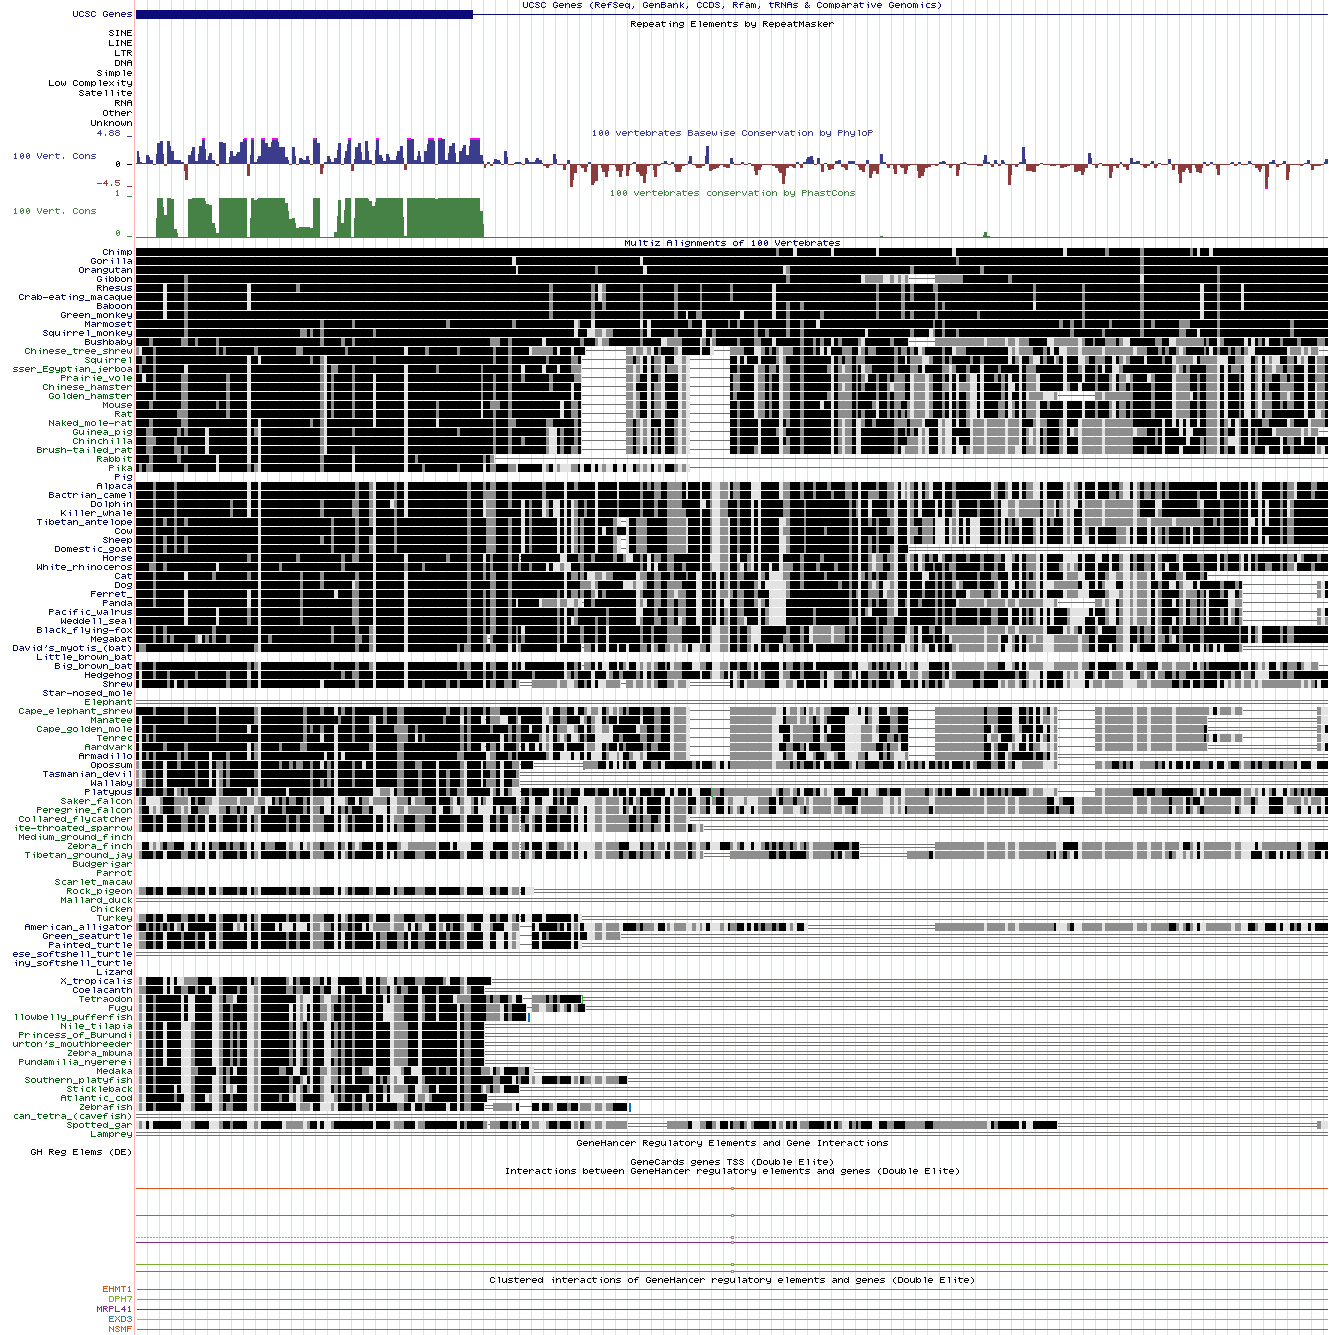 UCSC Genes (RefSeq, GenBank, CCDS, Rfam, tRNAs & Comparative Genomics)
UCSC Genes
Repeating Elements by RepeatMasker
SINE
LINE
LTR
DNA
Simple
Low Complexity
Satellite
RNA
Other
Unknown
4.88 _
100 vertebrates Basewise Conservation by PhyloP
100 Vert. Cons
0 _
-4.5 _
100 vertebrates conservation by PhastCons
1 _
100 Vert. Cons
0 _
Multiz Alignments of 100 Vertebrates
Chimp
Gorilla
Orangutan
Gibbon
Rhesus
Crab-eating_macaque
Baboon
Green_monkey
Marmoset
Squirrel_monkey
Bushbaby
Chinese_tree_shrew
Squirrel
sser_Egyptian_jerboa
Prairie_vole
Chinese_hamster
Golden_hamster
Mouse
Rat
Naked_mole-rat
Guinea_pig
Chinchilla
Brush-tailed_rat
Rabbit
Pika
Pig
Alpaca
Bactrian_camel
Dolphin
Killer_whale
Tibetan_antelope
Cow
Sheep
Domestic_goat
Horse
White_rhinoceros
Cat
Dog
Ferret_
Panda
Pacific_walrus
Weddell_seal
Black_flying-fox
Megabat
David's_myotis_(bat)
Little_brown_bat
Big_brown_bat
Hedgehog
Shrew
Star-nosed_mole
Elephant
Cape_elephant_shrew
Manatee
Cape_golden_mole
Tenrec
Aardvark
Armadillo
Opossum
Tasmanian_devil
Wallaby
Platypus
Saker_falcon
Peregrine_falcon
Collared_flycatcher
ite-throated_sparrow
Medium_ground_finch
Zebra_finch
Tibetan_ground_jay
Budgerigar
Parrot
Scarlet_macaw
Rock_pigeon
Mallard_duck
Chicken
Turkey
American_alligator
Green_seaturtle
Painted_turtle
ese_softshell_turtle
iny_softshell_turtle
Lizard
X_tropicalis
Coelacanth
Tetraodon
Fugu
llowbelly_pufferfish
Nile_tilapia
Princess_of_Burundi
urton's_mouthbreeder
Zebra_mbuna
Pundamilia_nyererei
Medaka
Southern_platyfish
Stickleback
Atlantic_cod
Zebrafish
can_tetra_(cavefish)
Spotted_gar
Lamprey
GeneHancer Regulatory Elements and Gene Interactions
GH Reg Elems (DE)
GeneCards genes TSS (Double Elite)
Interactions between GeneHancer regulatory elements and genes (Double Elite)
Clustered interactions of GeneHancer regulatory elements and genes (Double Elite)
EHMT1
DPH7
MRPL41
EXD3
NSMF